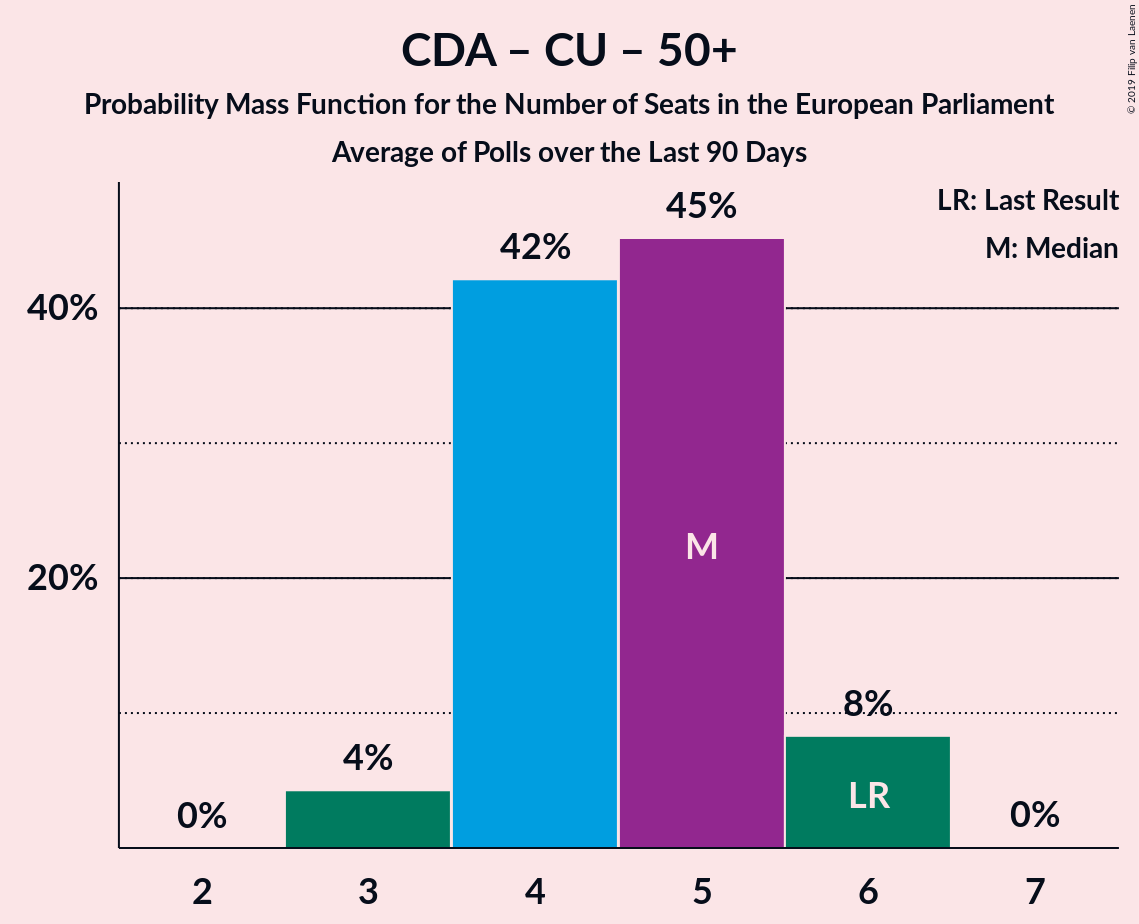 CDA – CU – 50+
Probability Mass Function for the Number of Seats in the European Parliament
Average of Polls over the Last 90 Days
© 2019 Filip van Laenen
LR: Last Result
M: Median
45%
42%
40%
M
20%
8%
4%
LR
0%
0%
2
3
4
5
6
7